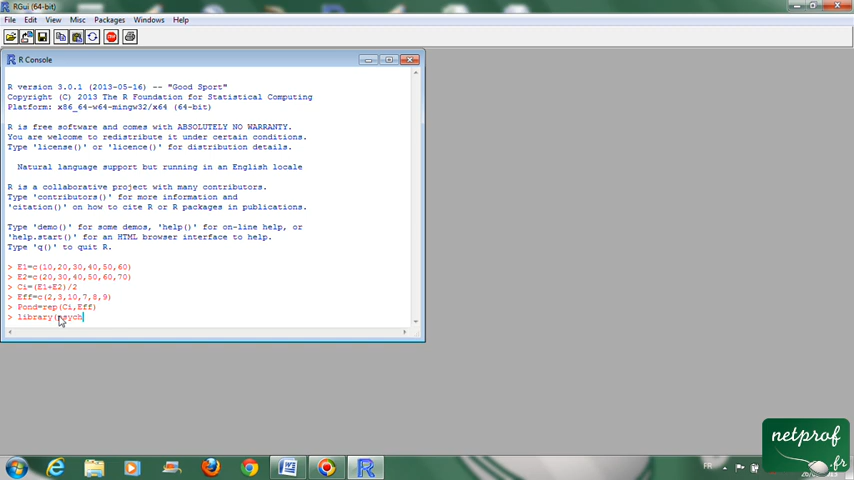 RGui (64-bit)
File Edit View Misc Packages Windows Help
R Console
R version 3.0.1 (2013-05-16) -- "Good Sport"
Copyright (C) 2013 The R Foundation for Statistical Computing
Platform: x86_64-w64-mingw32/x64 (64-bit)
R is free software and comes with ABSOLUTELY NO WARRANTY.
You are welcome to redistribute it under certain conditions.
Type 'license()' or 'licence()' for distribution details.
Natural language support but running in an English locale
R is a collaborative project with many contributors.
Type 'contributors()' for more information and
'citation()' on how to cite R or R packages in publications.
Type 'demo()' for some demos, 'help()' for on-line help, or
'help.start()' for an HTML browser interface to help.
Type 'q()' to quit R.
> E1=c(10,20,30,40,50,60)
> E2=c(20,30,40,50,60,70)
> Ci=(E1+E2)/2
> Eff=c(2,3,10,7,8,9)
> Pond=rep(Ci,Eff)
> library(psych
netprof
.fr
FR